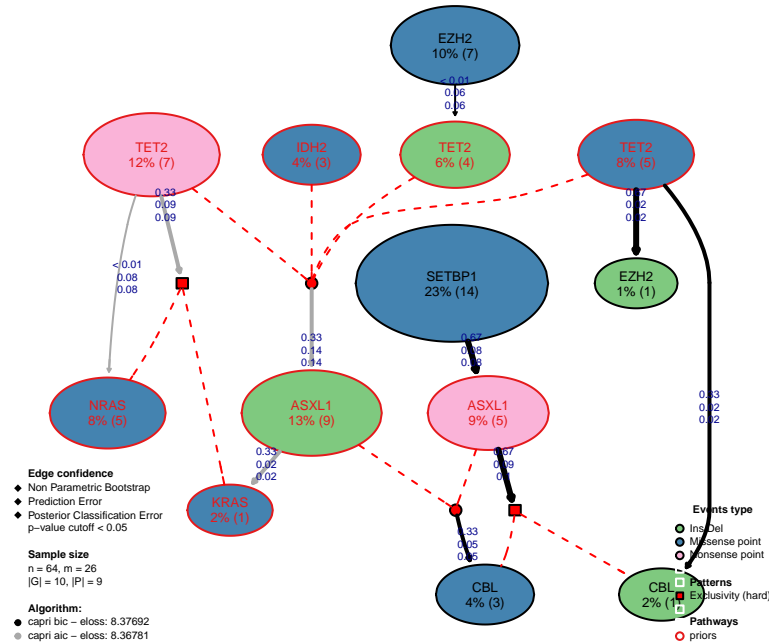 EZH2
10% (7)
< 0.01
0.06
0.06
TET2
12% (7)
IDH2
4% (3)
TET2
6% (4)
TET2
8% (5)
0.33
0.09
0.09
0.02
0.02
< 0.01
0.08
0.08
SETBP1
23% (14)
EZH2
1% (1)
0.33
0.14
0.14
0.67
0.08
0.33
0.02
0.02
NRAS
8% (5)
ASXL1
13% (9)
ASXL1
9% (5)
0.33
0.02
0.02
0.67
0.09
KRAS
2% (1)
0.33
0.05
CBL
4% (3)
CBL
2% (1)
Edge confidence
Non Parametric Bootstrap
Prediction Error
Posterior Classification Error
p−value cutoff < 0.05
Sample size
n = 64, m = 26
|G| = 10, |P| = 9
Algorithm:
capri bic − eloss: 8.37692
capri aic − eloss: 8.36781
Events type
Ins/Del
Missense point
Nonsense point
Patterns
Exclusivity (hard)
Pathways
priors